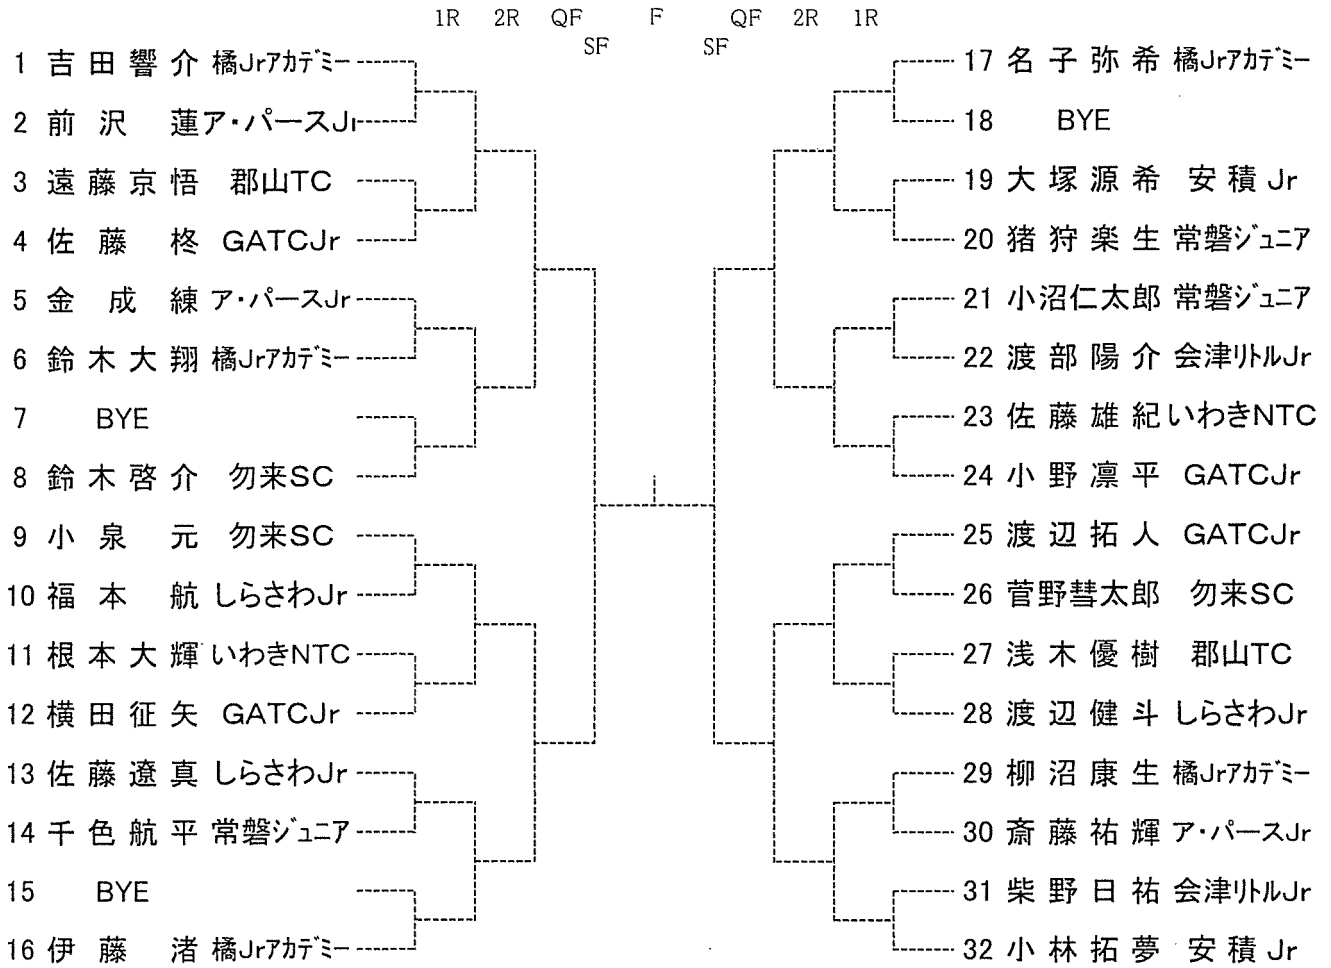 1R 2R QF F QF 2R 1R
SF SF
1 吉田響介 橘Jrアカデミー
2 前沢 蓮 ア・パースJr
3 遠藤京悟 郡山TC
4 佐藤 柊 GATCJr
5 金成 練 ア・パースJr
6 鈴木大翔 橘Jrアカデミー
7 BYE
8 鈴木啓介 勿来SC
9 小泉 元 勿来SC
10 福本 航 しらさわJr
11 根本大輝 いわきNTC
12 横田征矢 GATCJr
13 佐藤遼真 しらさわJr
14 千色航平 常磐ジュニア
15 BYE
16 伊藤 渚 橘Jrアカデミー
17 名子弥希 橘Jrアカデミー
18 BYE
19 大塚源希 安積Jr
20 猪狩楽生 常磐ジュニア
21 小沼仁太郎 常磐ジュニア
22 渡部陽介 会津リトルJr
23 佐藤雄紀 いわきNTC
24 小野凛平 GATCJr
25 渡辺拓人 GATCJr
26 菅野彗太郎 勿来SC
27 浅木優樹 郡山TC
28 渡辺健斗 しらさわJr
29 柳沼康生 橘Jrアカデミー
30 斎藤祐輝 ア・パースJr
31 柴野日祐 会津リトルJr
32 小林拓夢 安積Jr